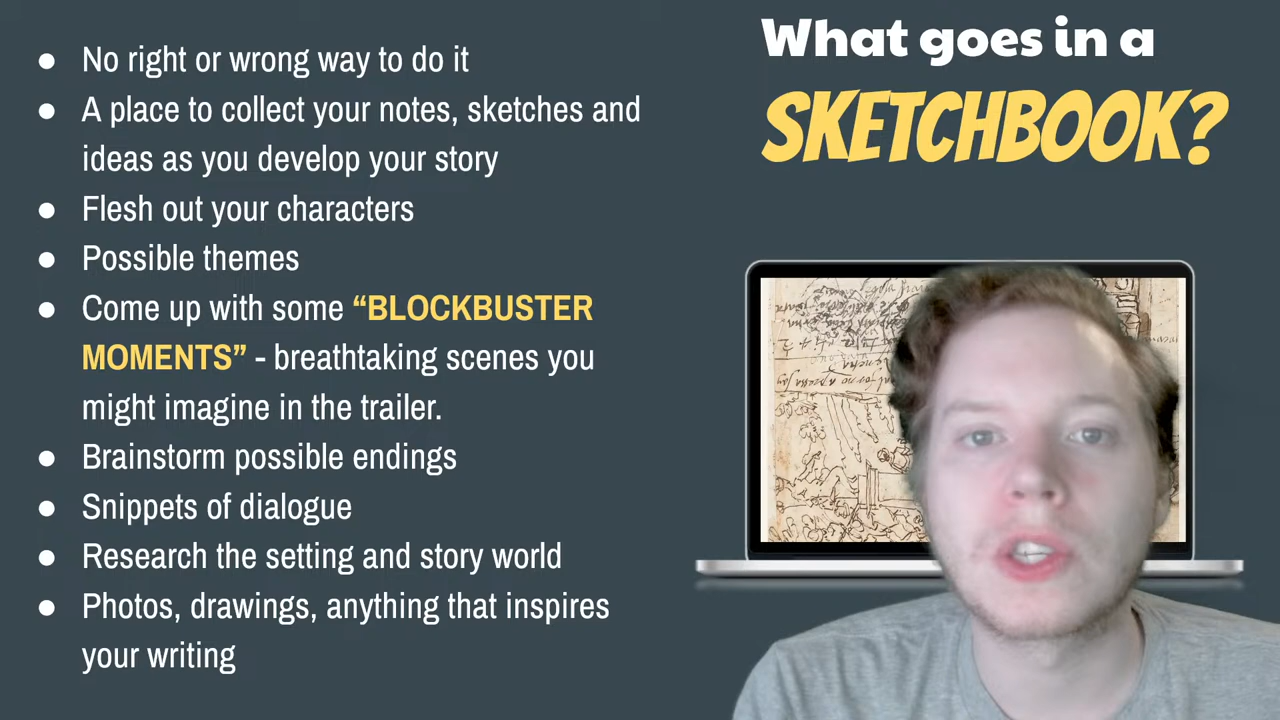 What goes in a
SKETCHBOOK?
● No right or wrong way to do it
● A place to collect your notes, sketches and
ideas as you develop your story
● Flesh out your characters
● Possible themes
● Come up with some “BLOCKBUSTER
MOMENTS” - breathtaking scenes you
might imagine in the trailer.
● Brainstorm possible endings
● Snippets of dialogue
● Research the setting and story world
● Photos, drawings, anything that inspires
your writing